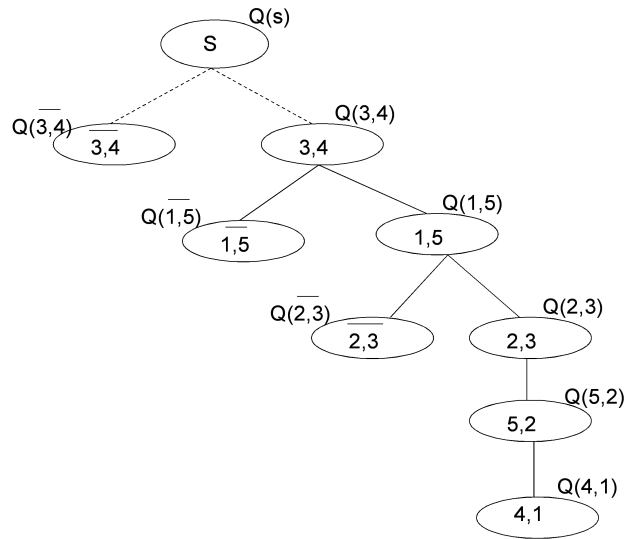 Q(s)
S
Q(3,4)
3,4
Q(3,4)
3,4
Q(1,5)
1,5
Q(1,5)
1,5
Q(2,3)
2,3
Q(2,3)
2,3
Q(5,2)
5,2
Q(4,1)
4,1